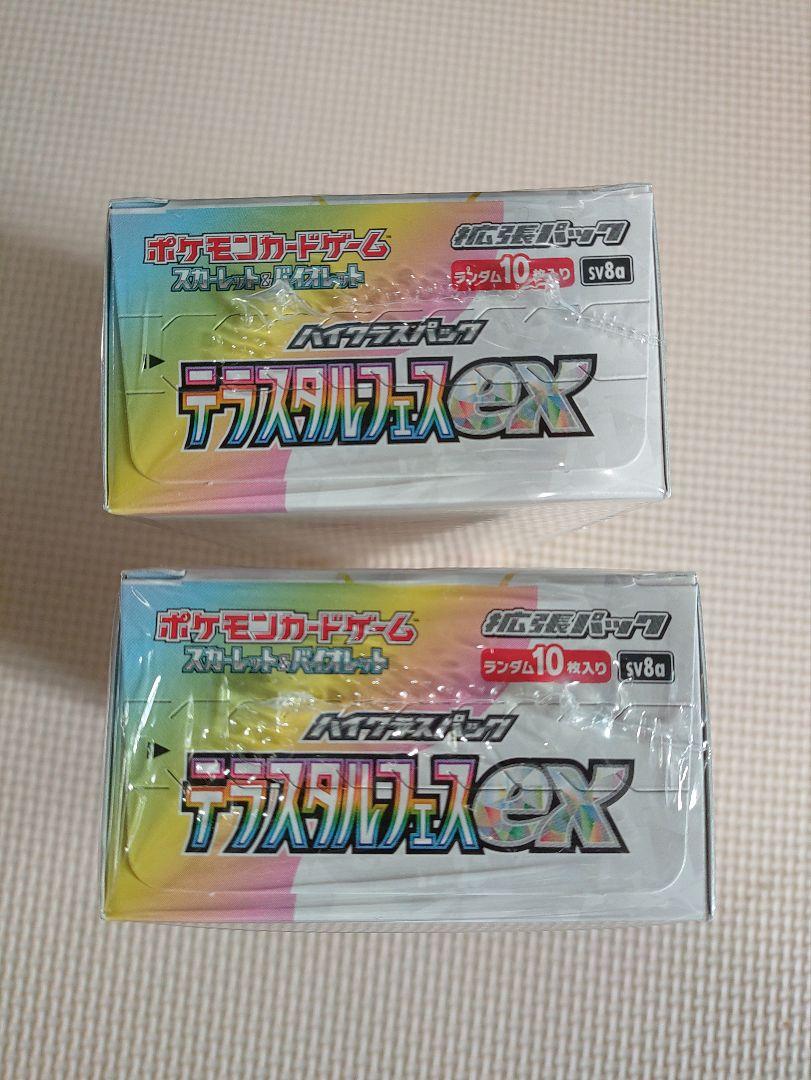 ポケモンカードゲーム
スカーレット&バイオレット
拡張パック
ランダム10枚入り
sv8a
ハイクラスパック
テラスタルフェスex
ポケモンカードゲーム
スカーレット&バイオレット
拡張パック
ランダム10枚入り
sv8a
ハイクラスパック
テラスタルフェスex